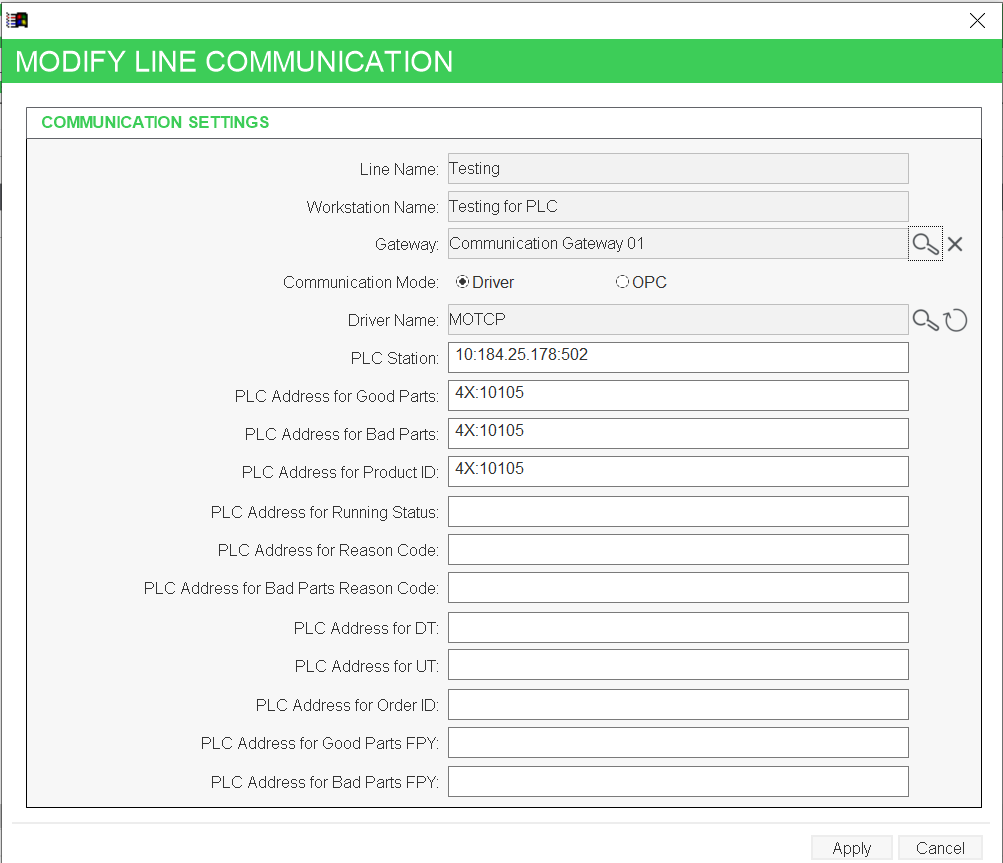 MODIFY LINE COMMUNICATION
COMMUNICATION SETTINGS
Line Name: Testing
Workstation Name: Testing for PLC
Gateway: Communication Gateway 01
Communication Mode: Driver OPC
Driver Name: MOTCP
PLC Station: 10:184.25.178:502
PLC Address for Good Parts: 4X:10105
PLC Address for Bad Parts: 4X:10105
PLC Address for Product ID: 4X:10105
PLC Address for Running Status:
PLC Address for Reason Code:
PLC Address for Bad Parts Reason Code:
PLC Address for DT:
PLC Address for UT:
PLC Address for Order ID:
PLC Address for Good Parts FPY:
PLC Address for Bad Parts FPY:
Apply Cancel